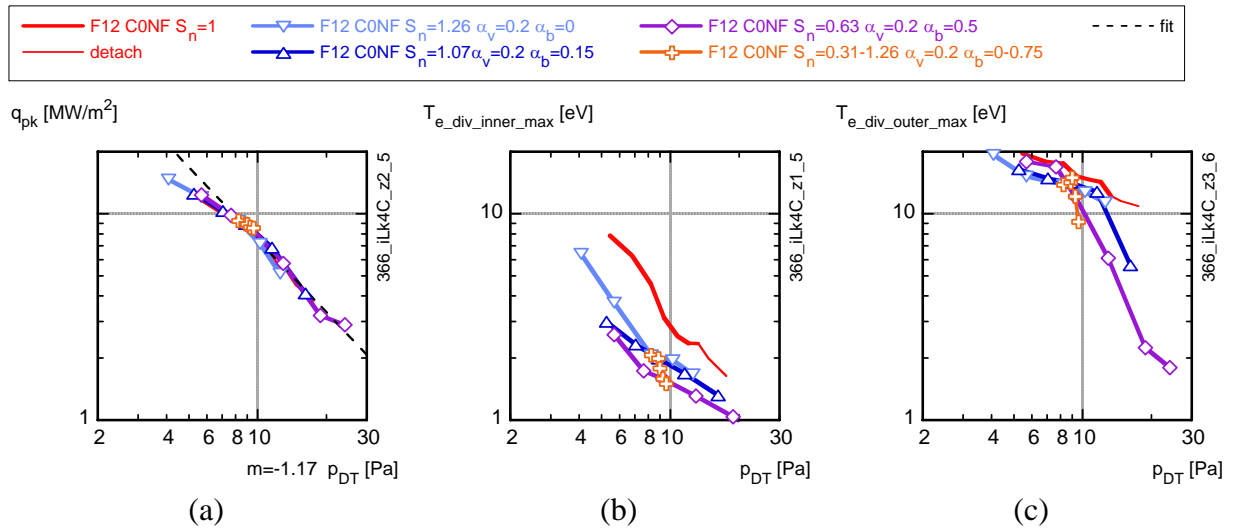 F12 C0NF S_n=1
F12 C0NF S_n=1.26 α_v=0.2 α_b=0
F12 C0NF S_n=0.63 α_v=0.2 α_b=0.5
fit
detach
F12 C0NF S_n=1.07α_v=0.2 α_b=0.15
F12 C0NF S_n=0.31-1.26 α_v=0.2 α_b=0-0.75
q_pk [MW/m^2]
1
2 4 6 8 10 30
m=-1.17 p_DT [Pa]
366_iLk4C_z2_5
(a)
T_e_div_inner_max [eV]
10
1
2 4 6 8 10 30
p_DT [Pa]
366_iLk4C_z1_5
(b)
T_e_div_outer_max [eV]
10
1
2 4 6 8 10 30
p_DT [Pa]
366_iLk4C_z3_6
(c)